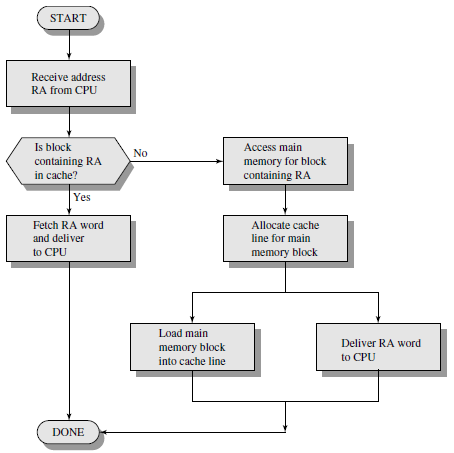 START
Receive address
RA from CPU
Is block
containing RA
in cache?
No
Access main
memory for block
containing RA
Yes
Fetch RA word
and deliver
to CPU
Allocate cache
line for main
memory block
Load main
memory block
into cache line
Deliver RA word
to CPU
DONE